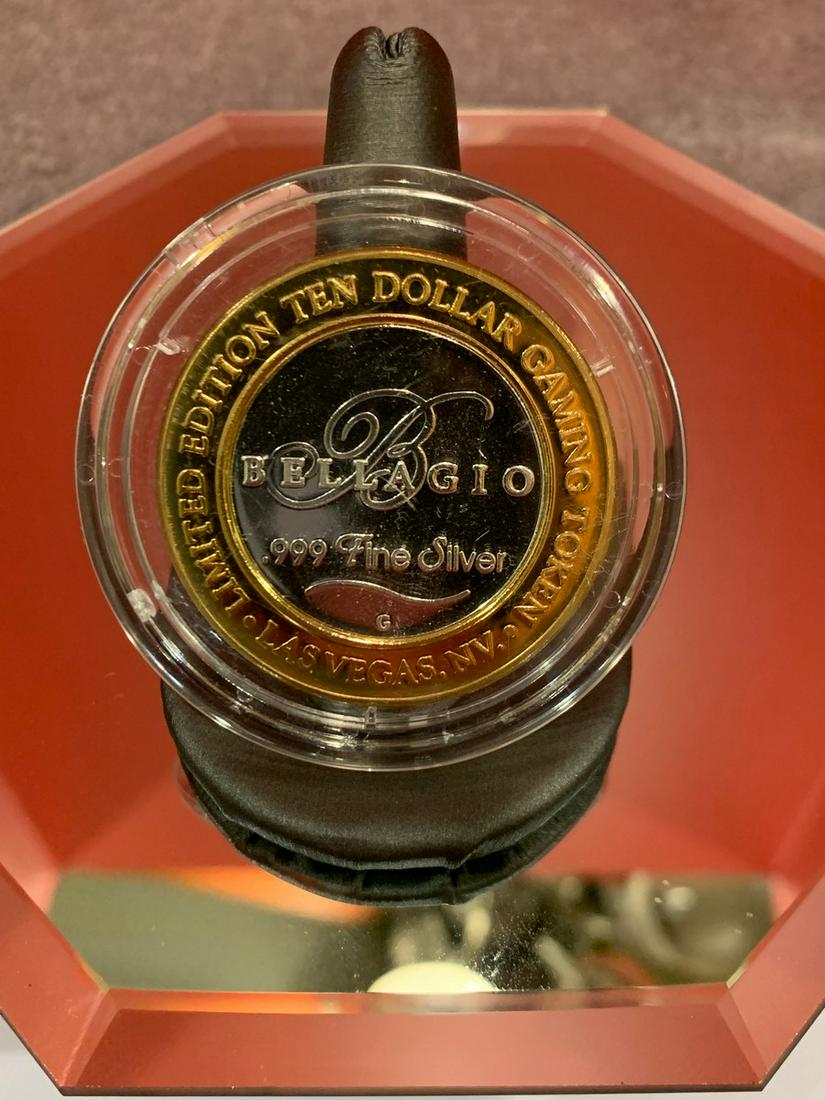 LIMITED EDITION TEN DOLLAR GAMING TOKEN
B
BELLAGIO
.999 Fine Silver
G
• LAS VEGAS, NV. •